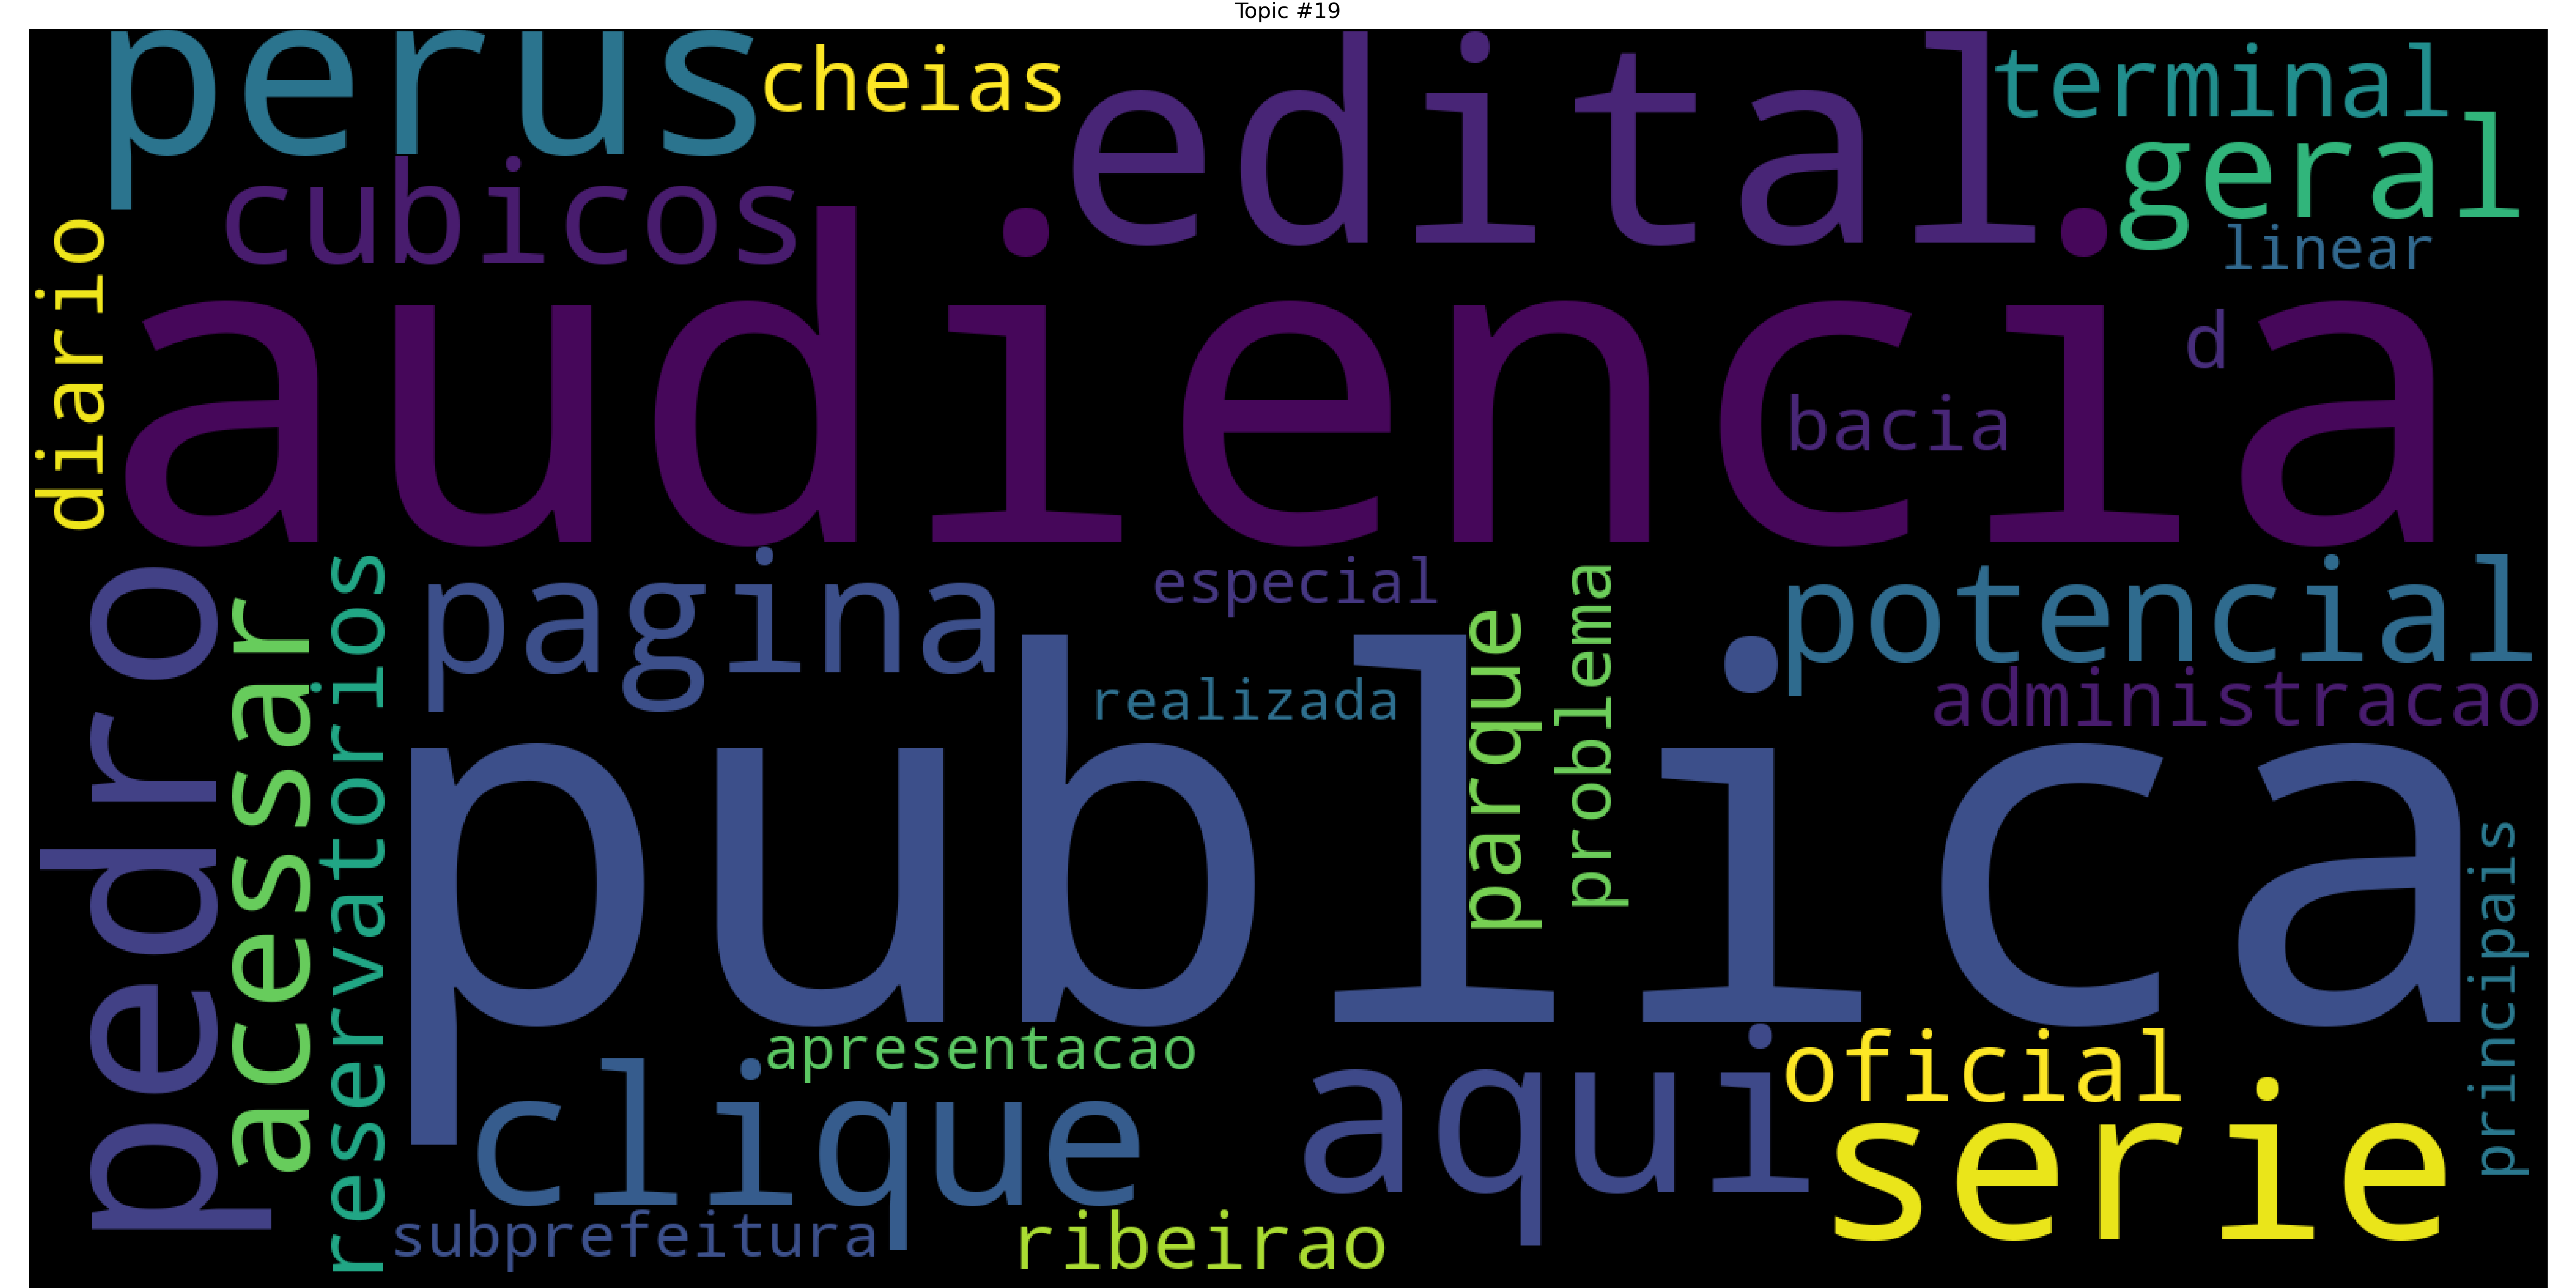 Topic #19
perus
cheias
edital
terminal
geral
cubicos
linear
diario
audiencia
d
bacia
pedro
acessar
reservatorios
pagina
especial
parque
problema
potencial
realizada
administracao
publica
principais
apresentacao
clique
aqui
oficial
serie
subprefeitura
ribeirao